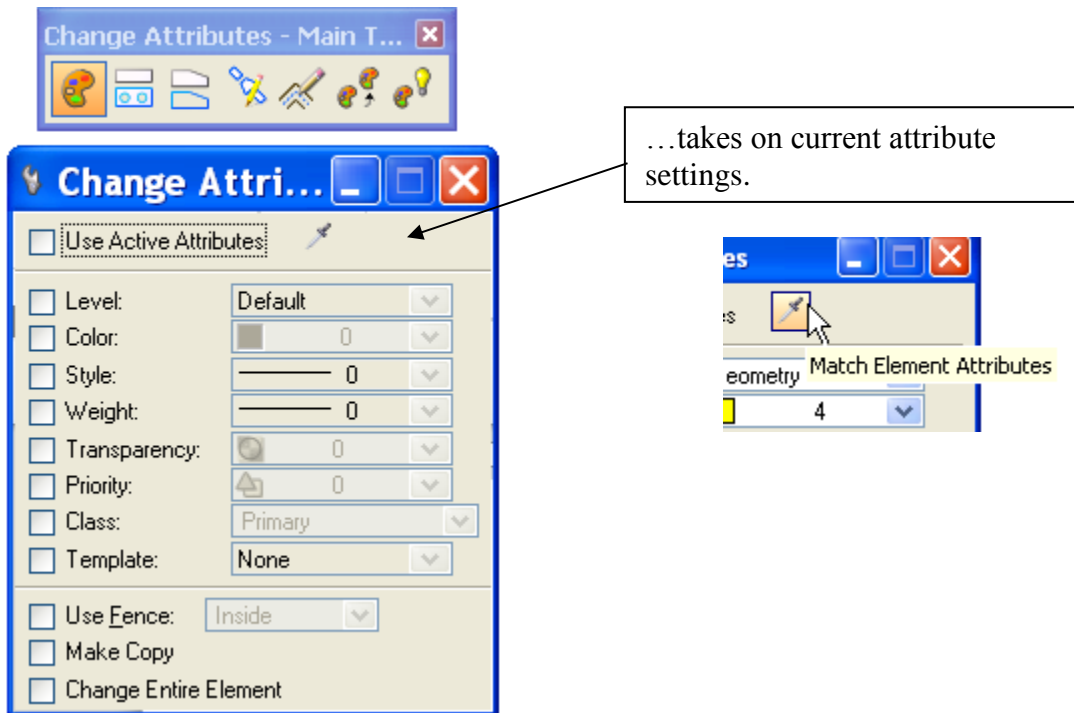 Change Attributes - Main T...
Change Attri...
Use Active Attributes
Level: Default
Color: 0
Style: 0
Weight: 0
Transparency: 0
Priority: 0
Class: Primary
Template: None
Use Fence: Inside
Make Copy
Change Entire Element
…takes on current attribute
settings.
es
s
eometry
Match Element Attributes
4